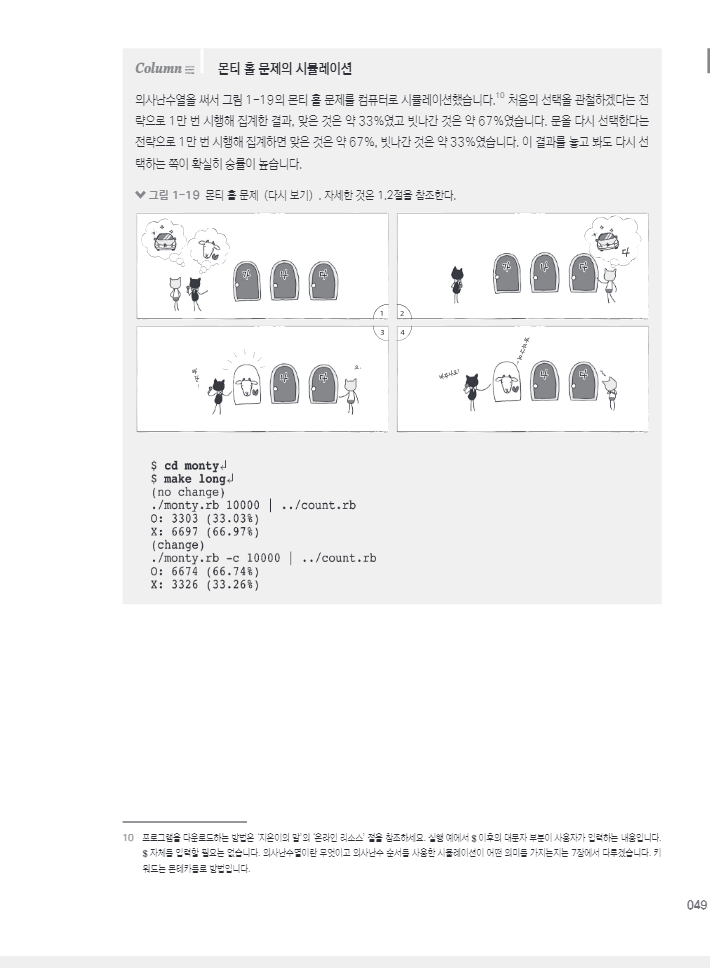 Column 몬티 홀 문제의 시뮬레이션
의사난수열을 써서 그림 1-19의 몬티 홀 문제를 컴퓨터로 시뮬레이션했습니다.10 처음의 선택을 관철하겠다는 전
략으로 1만 번 시행해 집계한 결과, 맞은 것은 약 33%였고 빗나간 것은 약 67%였습니다. 문을 다시 선택한다는
전략으로 1만 번 시행해 집계하면 맞은 것은 약 67%, 빗나간 것은 약 33%였습니다. 이 결과를 놓고 봐도 다시 선
택하는 쪽이 확실히 승률이 높습니다.
그림 1-19 몬티 홀 문제 (다시 보기) . 자세한 것은 1.2절을 참조한다.
가 나 다
1
가 나 다
다
2
3
나 다
4
나 다
$ cd monty↲
$ make long↲
(no change)
./monty.rb 10000 | ../count.rb
O: 3303 (33.03%)
X: 6697 (66.97%)
(change)
./monty.rb -c 10000 | ../count.rb
O: 6674 (66.74%)
X: 3326 (33.26%)
10 프로그램을 다운로드하는 방법은 '지은이의 말'의 '온라인 리소스' 절을 참조하세요. 실행 예에서 $ 이후의 대문자 부분이 사용자가 입력하는 내용입니다.
$ 자체를 입력할 필요는 없습니다. 의사난수열이란 무엇이고 의사난수 순서를 사용한 시뮬레이션이 어떤 의미를 가지는지는 7장에서 다루겠습니다. 키
워드는 몬테카를로 방법입니다.
049